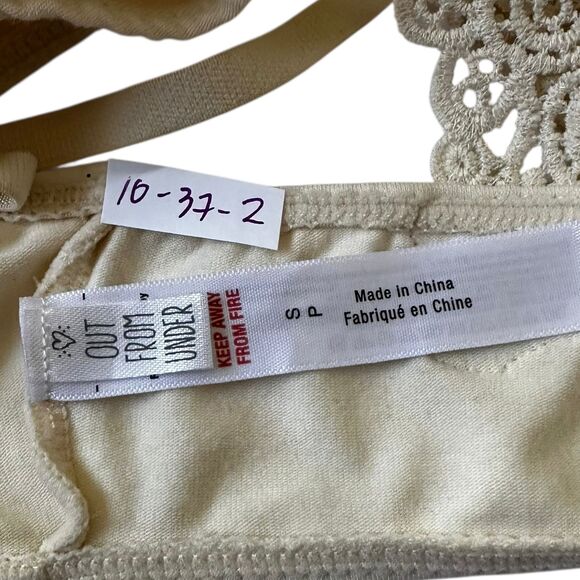 10-37-2
OUT
FROM
UNDER
KEEP AWAY
FROM FIRE
S
P
Made in China
Fabriqué en Chine